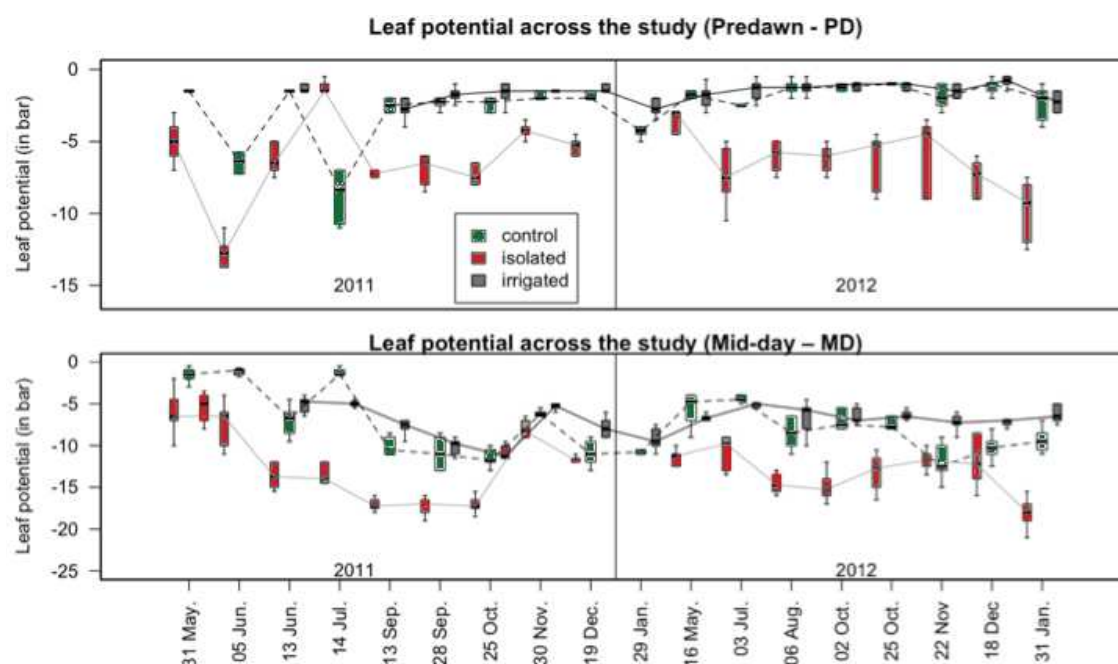 Leaf potential across the study (Predawn - PD)
Leaf potential (in bar)
0
-5
-10
-15
control
isolated
irrigated
2011
2012
Leaf potential across the study (Mid-day – MD)
Leaf potential (in bar)
0
-5
-10
-15
-20
-25
2011
2012
31 May.
05 Jun.
13 Jun.
14 Jul.
13 Sep.
28 Sep.
25 Oct.
30 Nov.
19 Dec.
29 Jan.
16 May.
03 Jul.
06 Aug.
02 Oct.
25 Oct.
22 Nov
18 Dec
31 Jan.